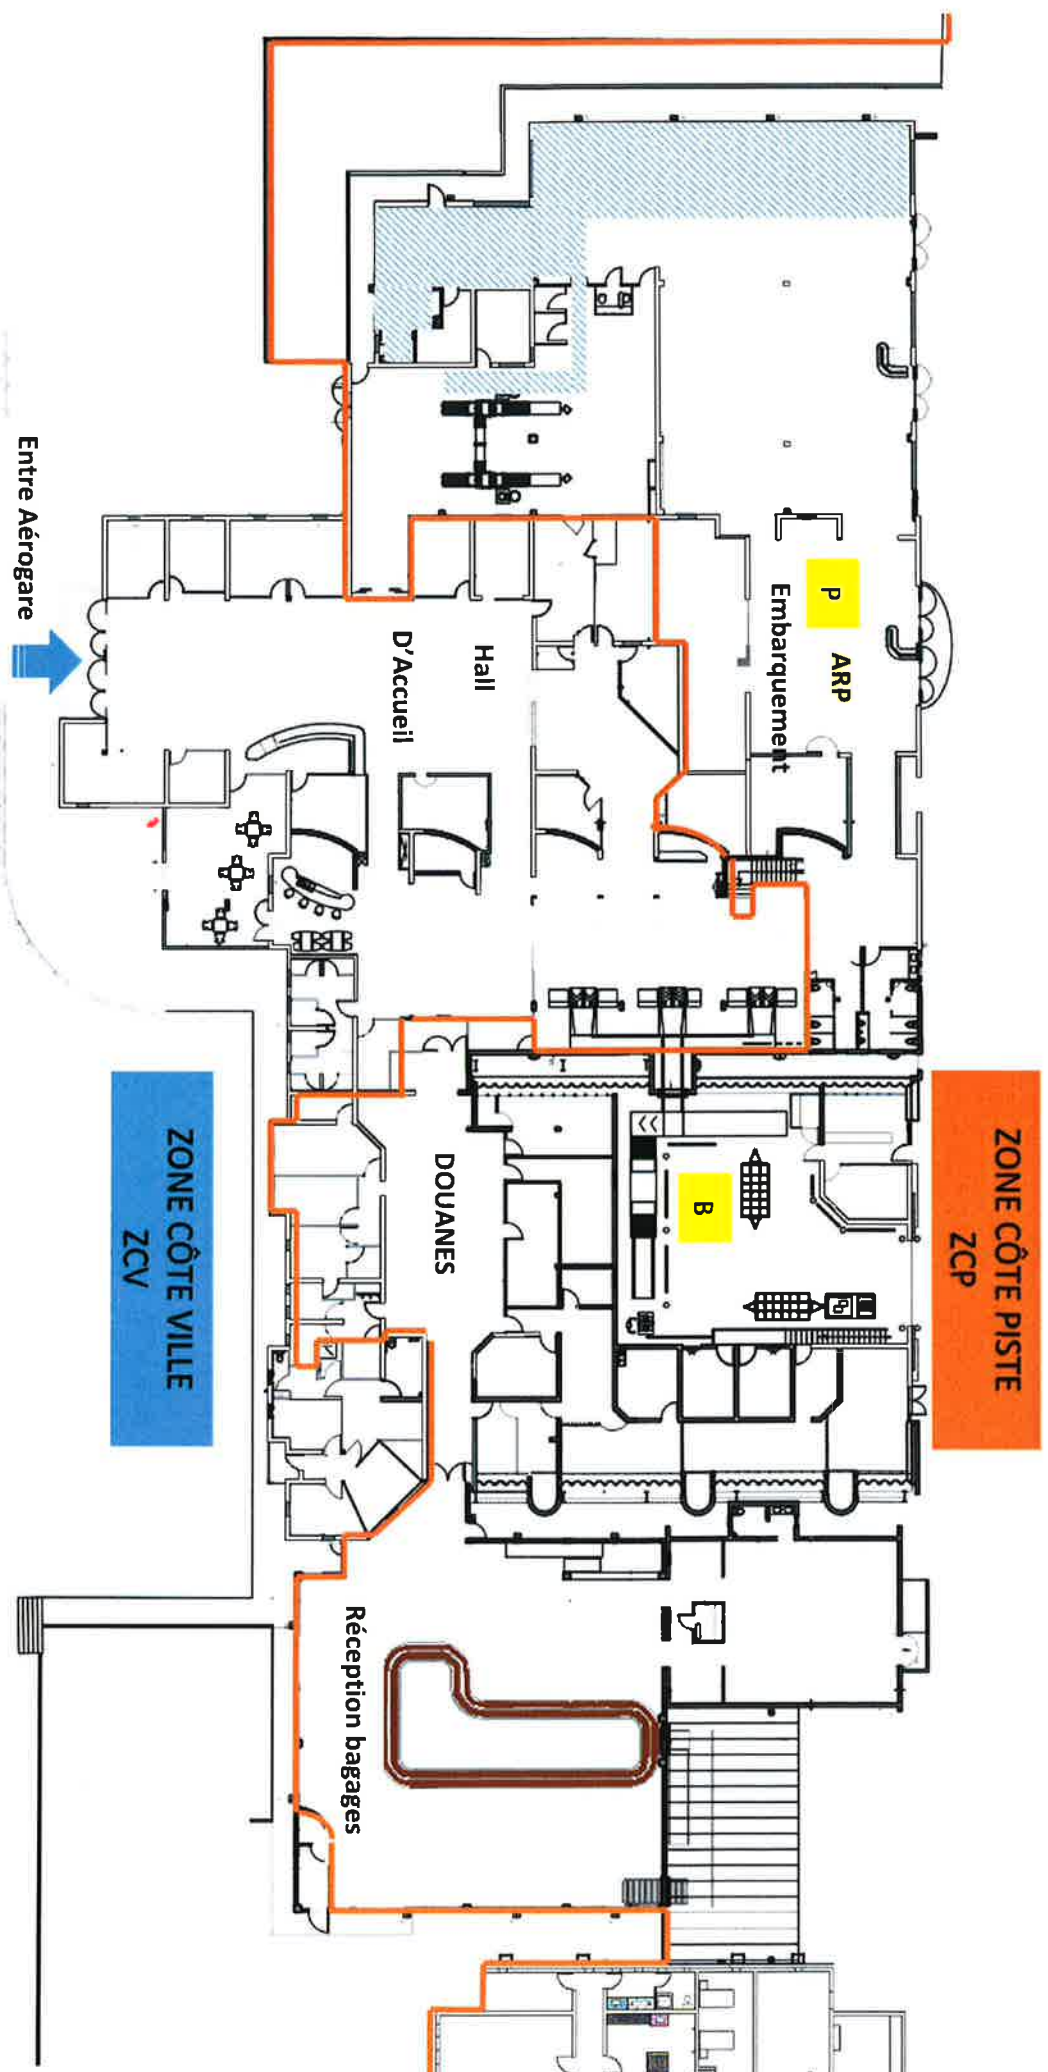 ZONE CÔTE PISTE
ZCP
P
ARP
Embarquement
B
Hall
D'Accueil
DOUANES
Réception bagages
ZONE CÔTE VILLE
ZCV
Entre Aérogare